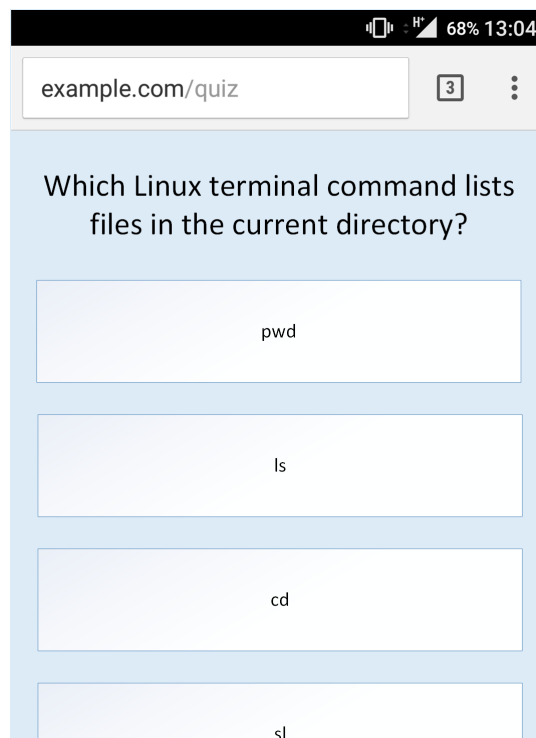 H+ 68% 13:04
example.com/quiz 3
Which Linux terminal command lists
files in the current directory?
pwd
ls
cd
sl